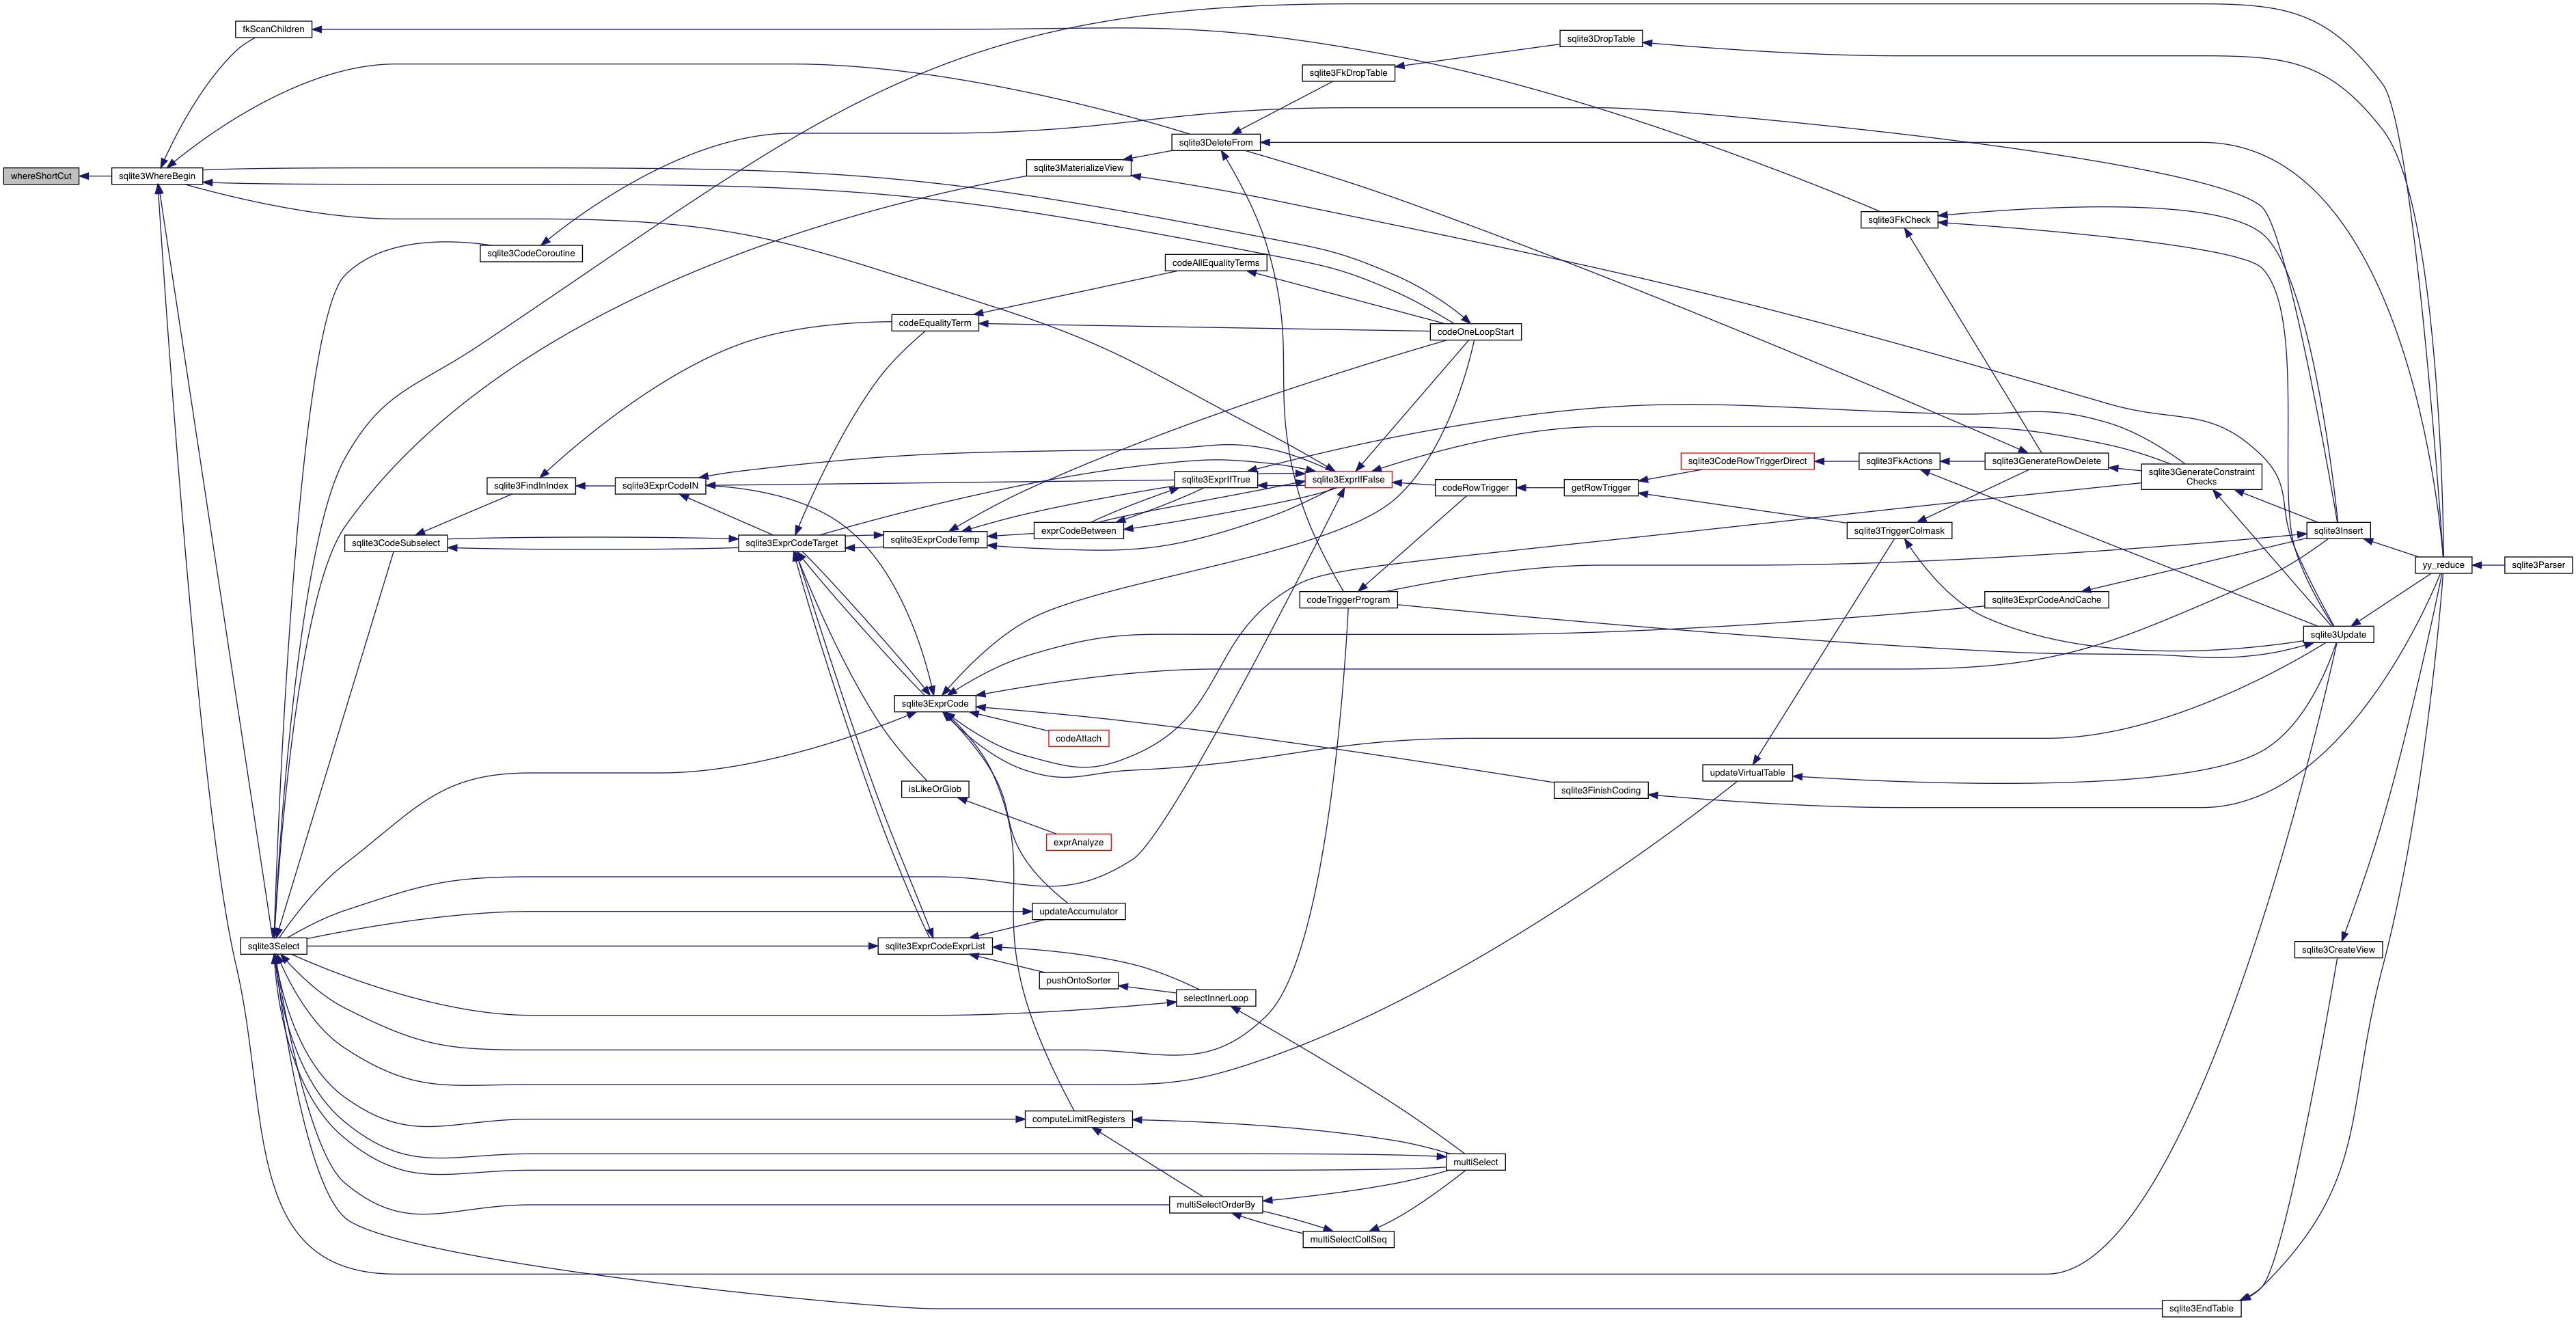 fkScanChildren
sqlite3DropTable
sqlite3FkDropTable
sqlite3DeleteFrom
sqlite3MaterializeView
whereShortCut
sqlite3WhereBegin
sqlite3FkCheck
sqlite3CodeCoroutine
codeAllEqualityTerms
codeEqualityTerm
codeOneLoopStart
sqlite3CodeRowTriggerDirect
sqlite3FkActions
sqlite3GenerateRowDelete
sqlite3GenerateConstraint
Checks
sqlite3FindInIndex
sqlite3ExprCodeIN
sqlite3ExprIfTrue
sqlite3ExprIfFalse
codeRowTrigger
getRowTrigger
exprCodeBetween
sqlite3TriggerColmask
sqlite3Insert
sqlite3CodeSubselect
sqlite3ExprCodeTarget
sqlite3ExprCodeTemp
yy_reduce
sqlite3Parser
codeTriggerProgram
sqlite3ExprCodeAndCache
sqlite3Update
sqlite3ExprCode
codeAttach
updateVirtualTable
isLikeOrGlob
sqlite3FinishCoding
exprAnalyze
updateAccumulator
sqlite3Select
sqlite3ExprCodeExprList
sqlite3CreateView
pushOntoSorter
selectInnerLoop
computeLimitRegisters
multiSelect
multiSelectOrderBy
multiSelectCollSeq
sqlite3EndTable